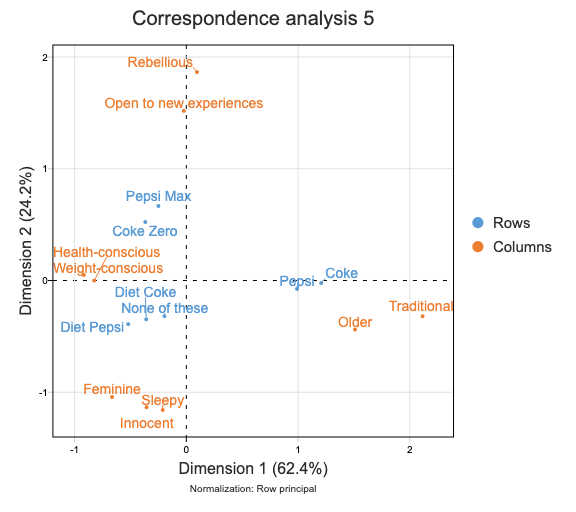 Correspondence analysis 5
2
Rebellious
Open to new experiences
1
Pepsi Max
Coke Zero
Health-conscious
Weight-conscious
0
Coke
Pepsi
Diet Coke
None of these
Traditional
Older
Diet Pepsi
-1
Feminine
Sleepy
Innocent
Dimension 2 (24.2%)
Rows
Columns
-1 0 1 2
Dimension 1 (62.4%)
Normalization: Row principal